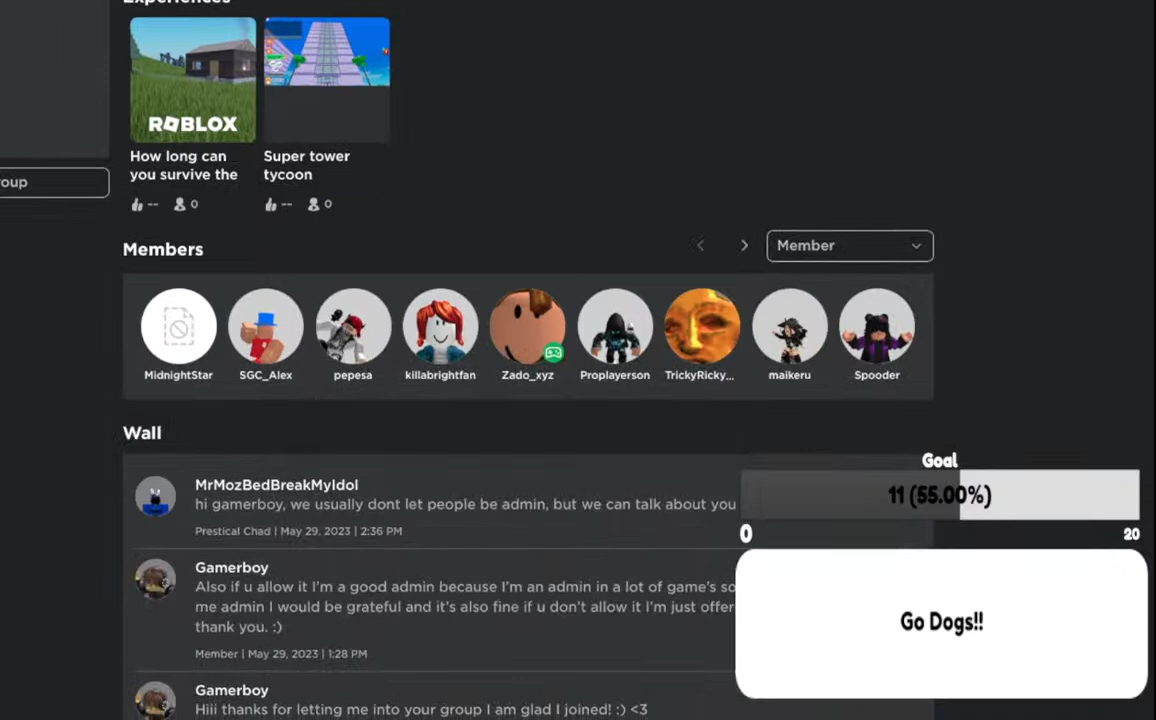 Experiences
ROBLOX
How long can
you survive the
Super tower
tycoon
-- 0
-- 0
roup
Members
Member
MidnightStar
SGC_Alex
pepesa
killabrightfan
Zado_xyz
Proplayerson
TrickyRicky...
maikeru
Spooder
Wall
MrMozBedBreakMyIdol
hi gamerboy, we usually dont let people be admin, but we can talk about you
Prestical Chad | May 29, 2023 | 2:36 PM
Gamerboy
Also if u allow it I'm a good admin because I'm an admin in a lot of game's so
me admin I would be grateful and it's also fine if u don't allow it I'm just offer
thank you. :)
Member | May 29, 2023 | 1:28 PM
Gamerboy
Hiii thanks for letting me into your group I am glad I joined! :) <3
Goal
11 (55.00%)
0
20
Go Dogs!!